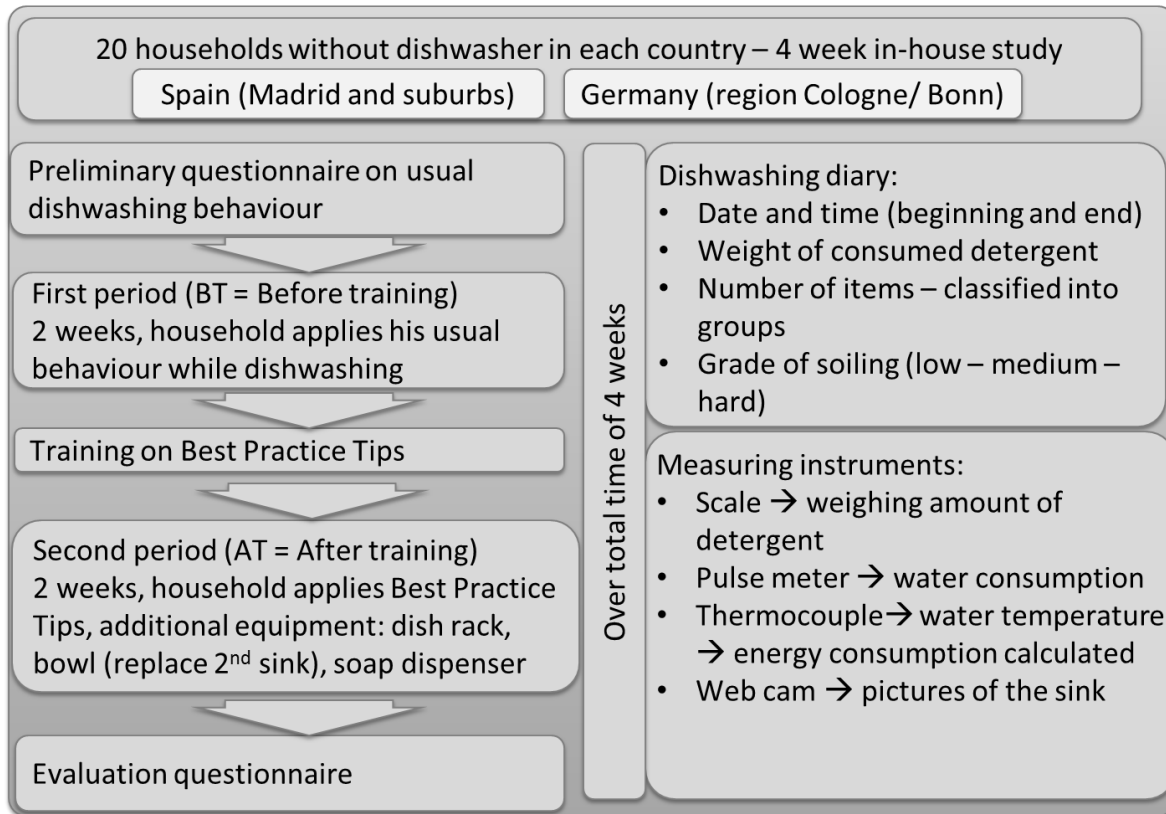 20 households without dishwasher in each country – 4 week in-house study
Spain (Madrid and suburbs)
Germany (region Cologne/ Bonn)
Preliminary questionnaire on usual
dishwashing behaviour
First period (BT = Before training)
2 weeks, household applies his usual
behaviour while dishwashing
Training on Best Practice Tips
Second period (AT = After training)
2 weeks, household applies Best Practice
Tips, additional equipment: dish rack,
bowl (replace 2nd sink), soap dispenser
Evaluation questionnaire
Over total time of 4 weeks
Dishwashing diary:
• Date and time (beginning and end)
• Weight of consumed detergent
• Number of items – classified into
groups
• Grade of soiling (low – medium –
hard)
Measuring instruments:
• Scale → weighing amount of
detergent
• Pulse meter → water consumption
• Thermocouple→ water temperature
→ energy consumption calculated
• Web cam → pictures of the sink